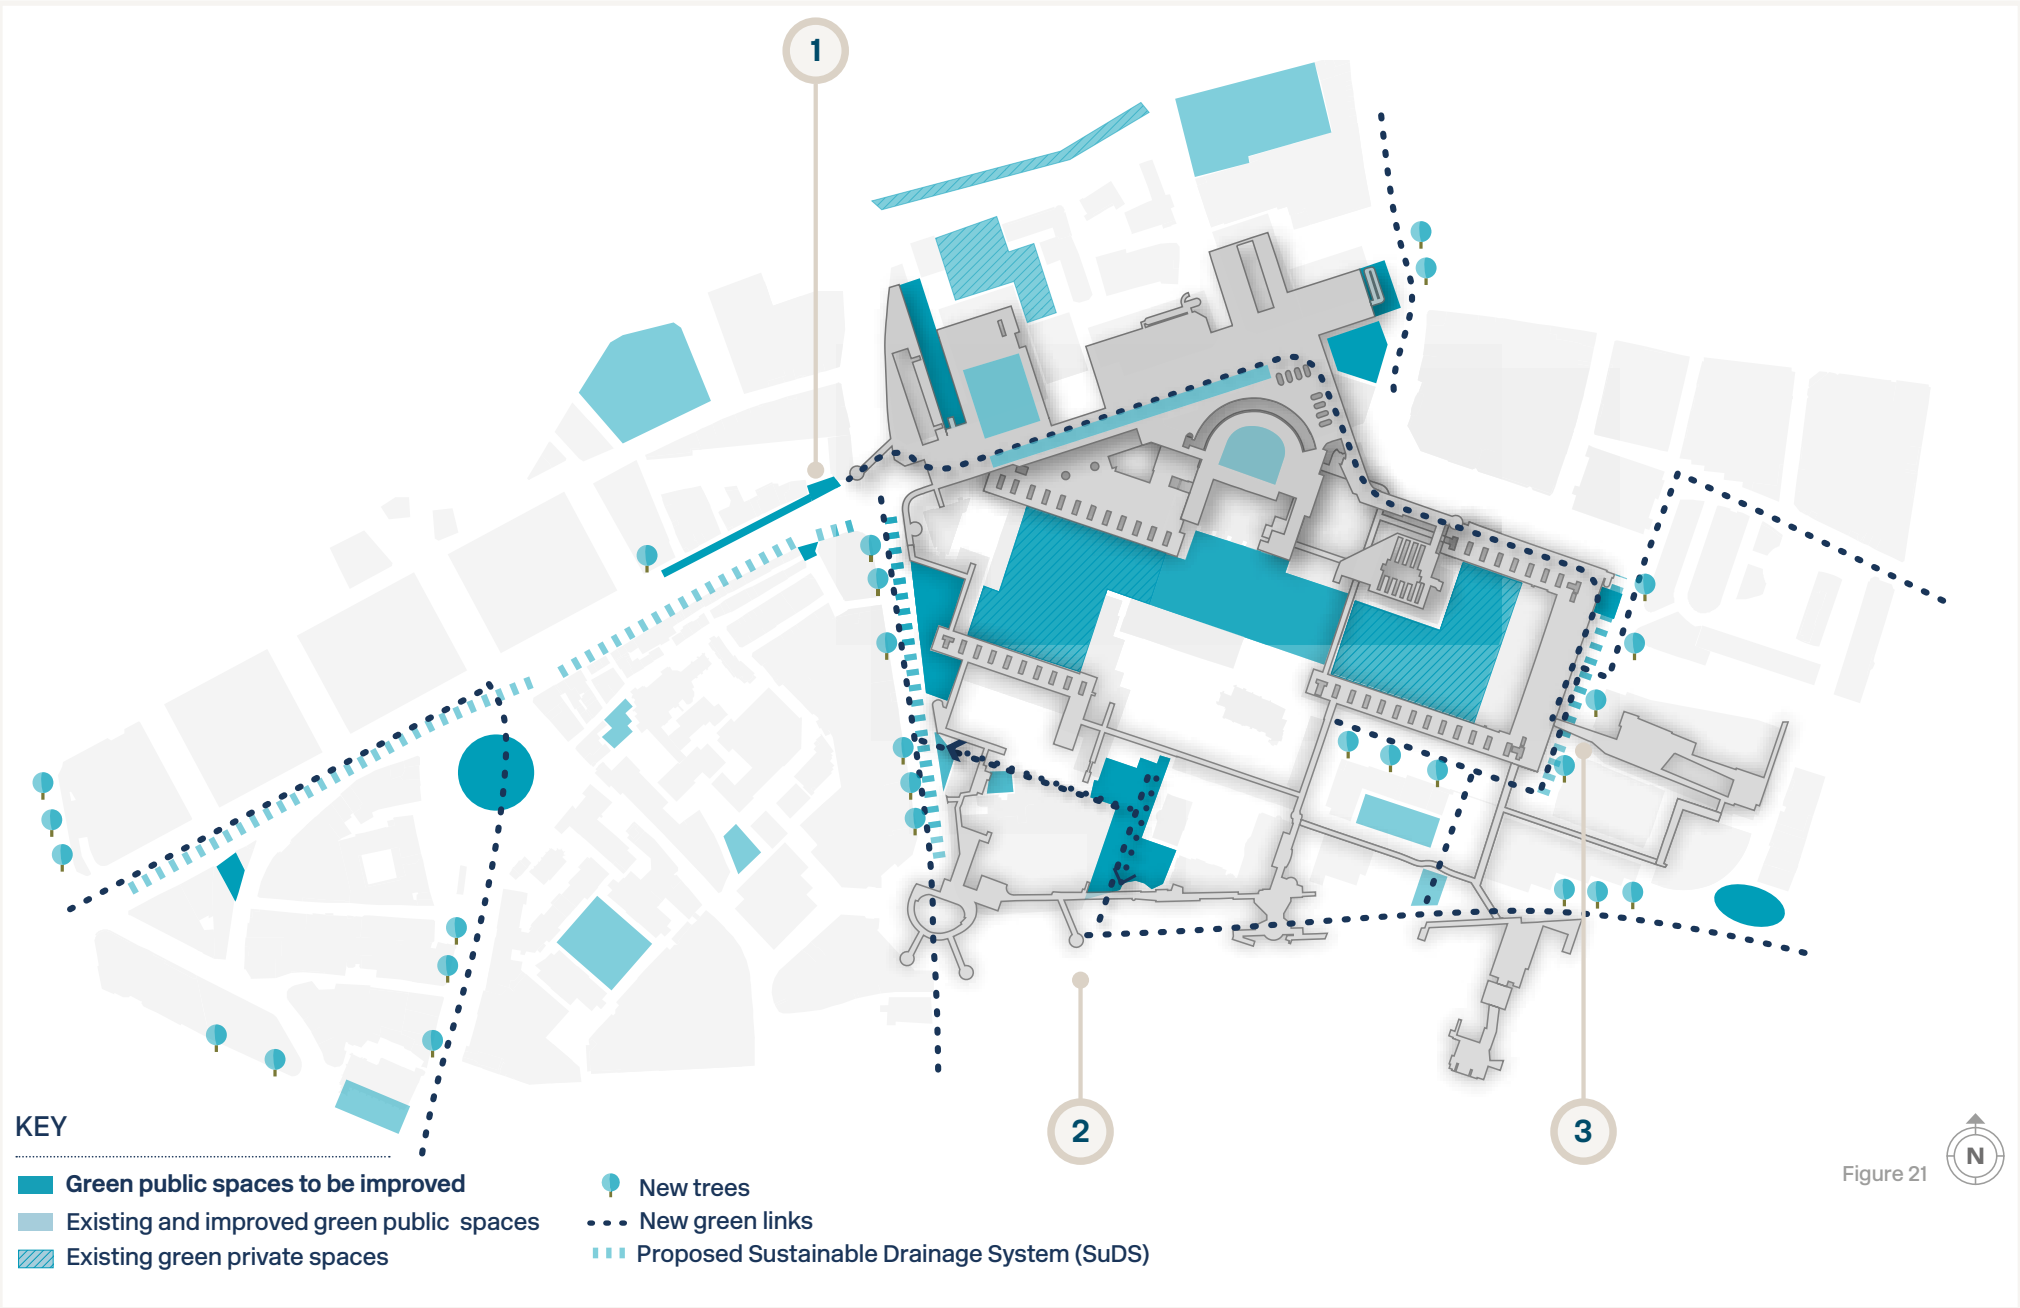 1
2
3
KEY
Green public spaces to be improved
Existing and improved green public spaces
Existing green private spaces
New trees
New green links
Proposed Sustainable Drainage System (SuDS)
Figure 21
N